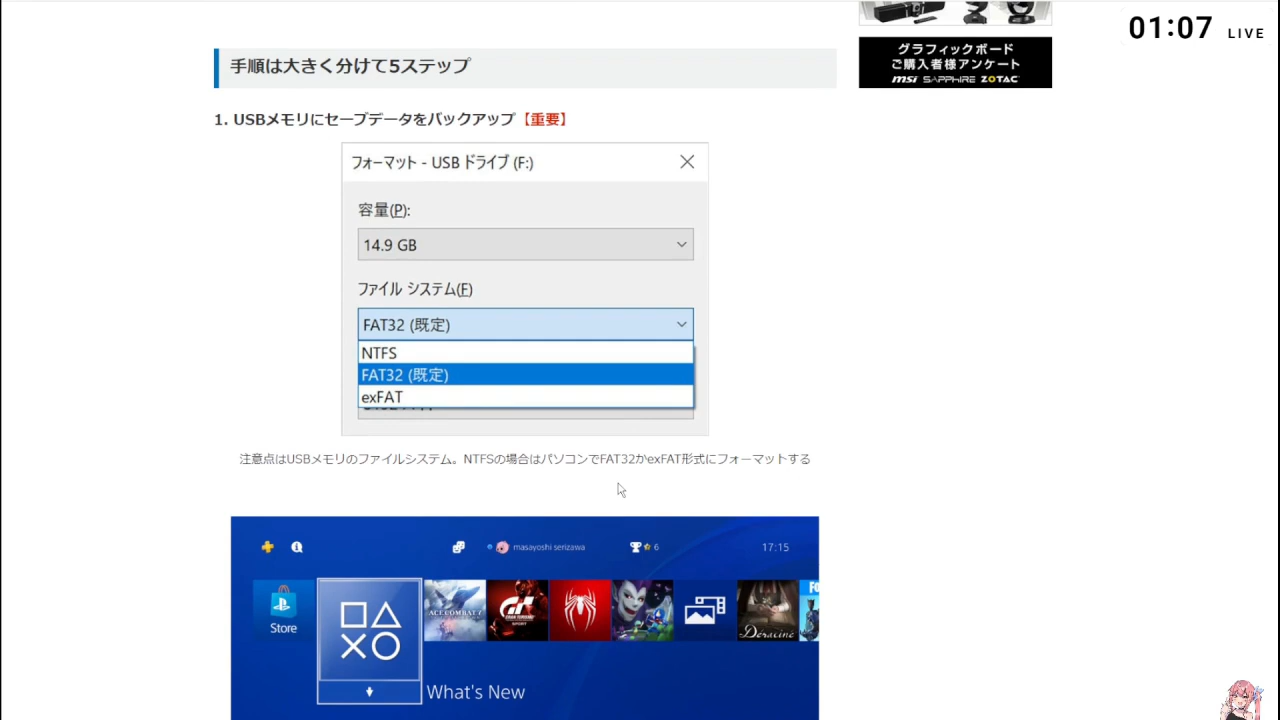 01:07 LIVE
グラフィックボード
ご購入者様アンケート
msi SAPPHIRE ZOTAC
手順は大きく分けて5ステップ
1. USBメモリにセーブデータをバックアップ【重要】
フォーマット - USB ドライブ (F:)
容量(P):
14.9 GB
ファイル システム(F)
FAT32 (既定)
NTFS
FAT32 (既定)
exFAT
注意点はUSBメモリのファイルシステム。NTFSの場合はパソコンでFAT32かexFAT形式にフォーマットする
masayoshi serizawa
6
17:15
Store
ACE COMBAT 7
GRAN TURISMO
SPORT
Déraciné
FO
What's New